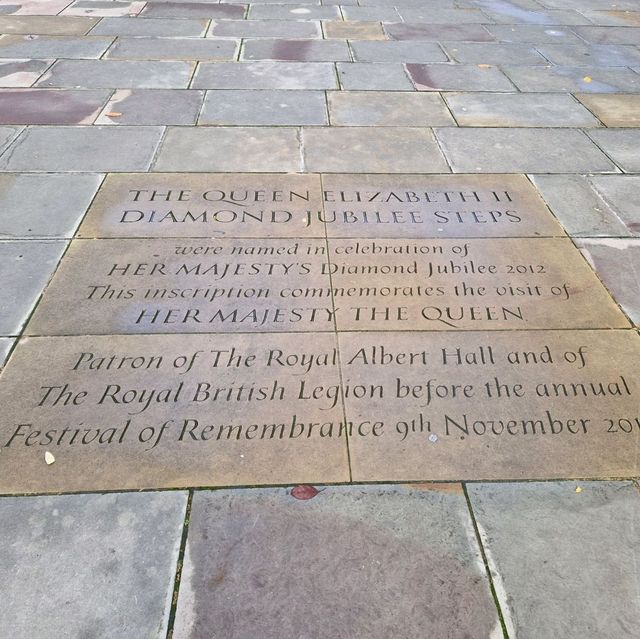 THE QUEEN ELIZABETH II
DIAMOND JUBILEE STEPS
were named in celebration of
HER MAJESTY'S Diamond Jubilee 2012
This inscription commemorates the visit of
HER MAJESTY THE QUEEN
Patron of The Royal Albert Hall and of
The Royal British Legion before the annual
Festival of Remembrance 9th November